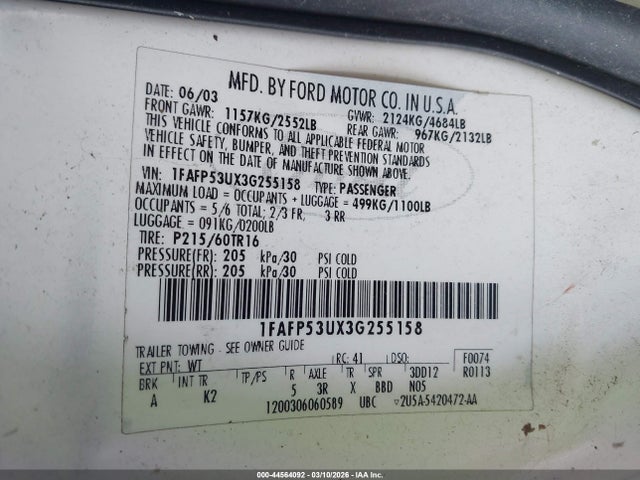 MFD. BY FORD MOTOR CO. IN U.S.A.
DATE: 06/03 GVWR: 2124KG/4684LB
FRONT GAWR: 1157KG/2552LB REAR GAWR: 967KG/2132LB
THIS VEHICLE CONFORMS TO ALL APPLICABLE FEDERAL MOTOR
VEHICLE SAFETY, BUMPER, AND THEFT PREVENTION STANDARDS
IN EFFECT ON THE DATE OF MANUFACTURE SHOWN ABOVE.
VIN: 1FAFP53UX3G255158 TYPE: PASSENGER
MAXIMUM LOAD = OCCUPANTS + LUGGAGE = 499KG/1100LB
OCCUPANTS = 5/6 TOTAL: 2/3 FR, 3 RR
LUGGAGE = 091KG/0200LB
TIRE: P215/60TR16
PRESSURE(FR): 205 kPa/30 PSI COLD
PRESSURE(RR): 205 kPa/30 PSI COLD
1FAFP53UX3G255158
TRAILER TOWING - SEE OWNER GUIDE
EXT PNT: WT RC: 41 DSO: F0074
BRK INT TR TP/PS R AXLE TR SPR 3DD12 R0113
A K2 5 3R X BBD N05
1200306060589 UBC 2U5A-5420472-AA
000-44564092 — 03/10/2026 — IAAI, Inc.